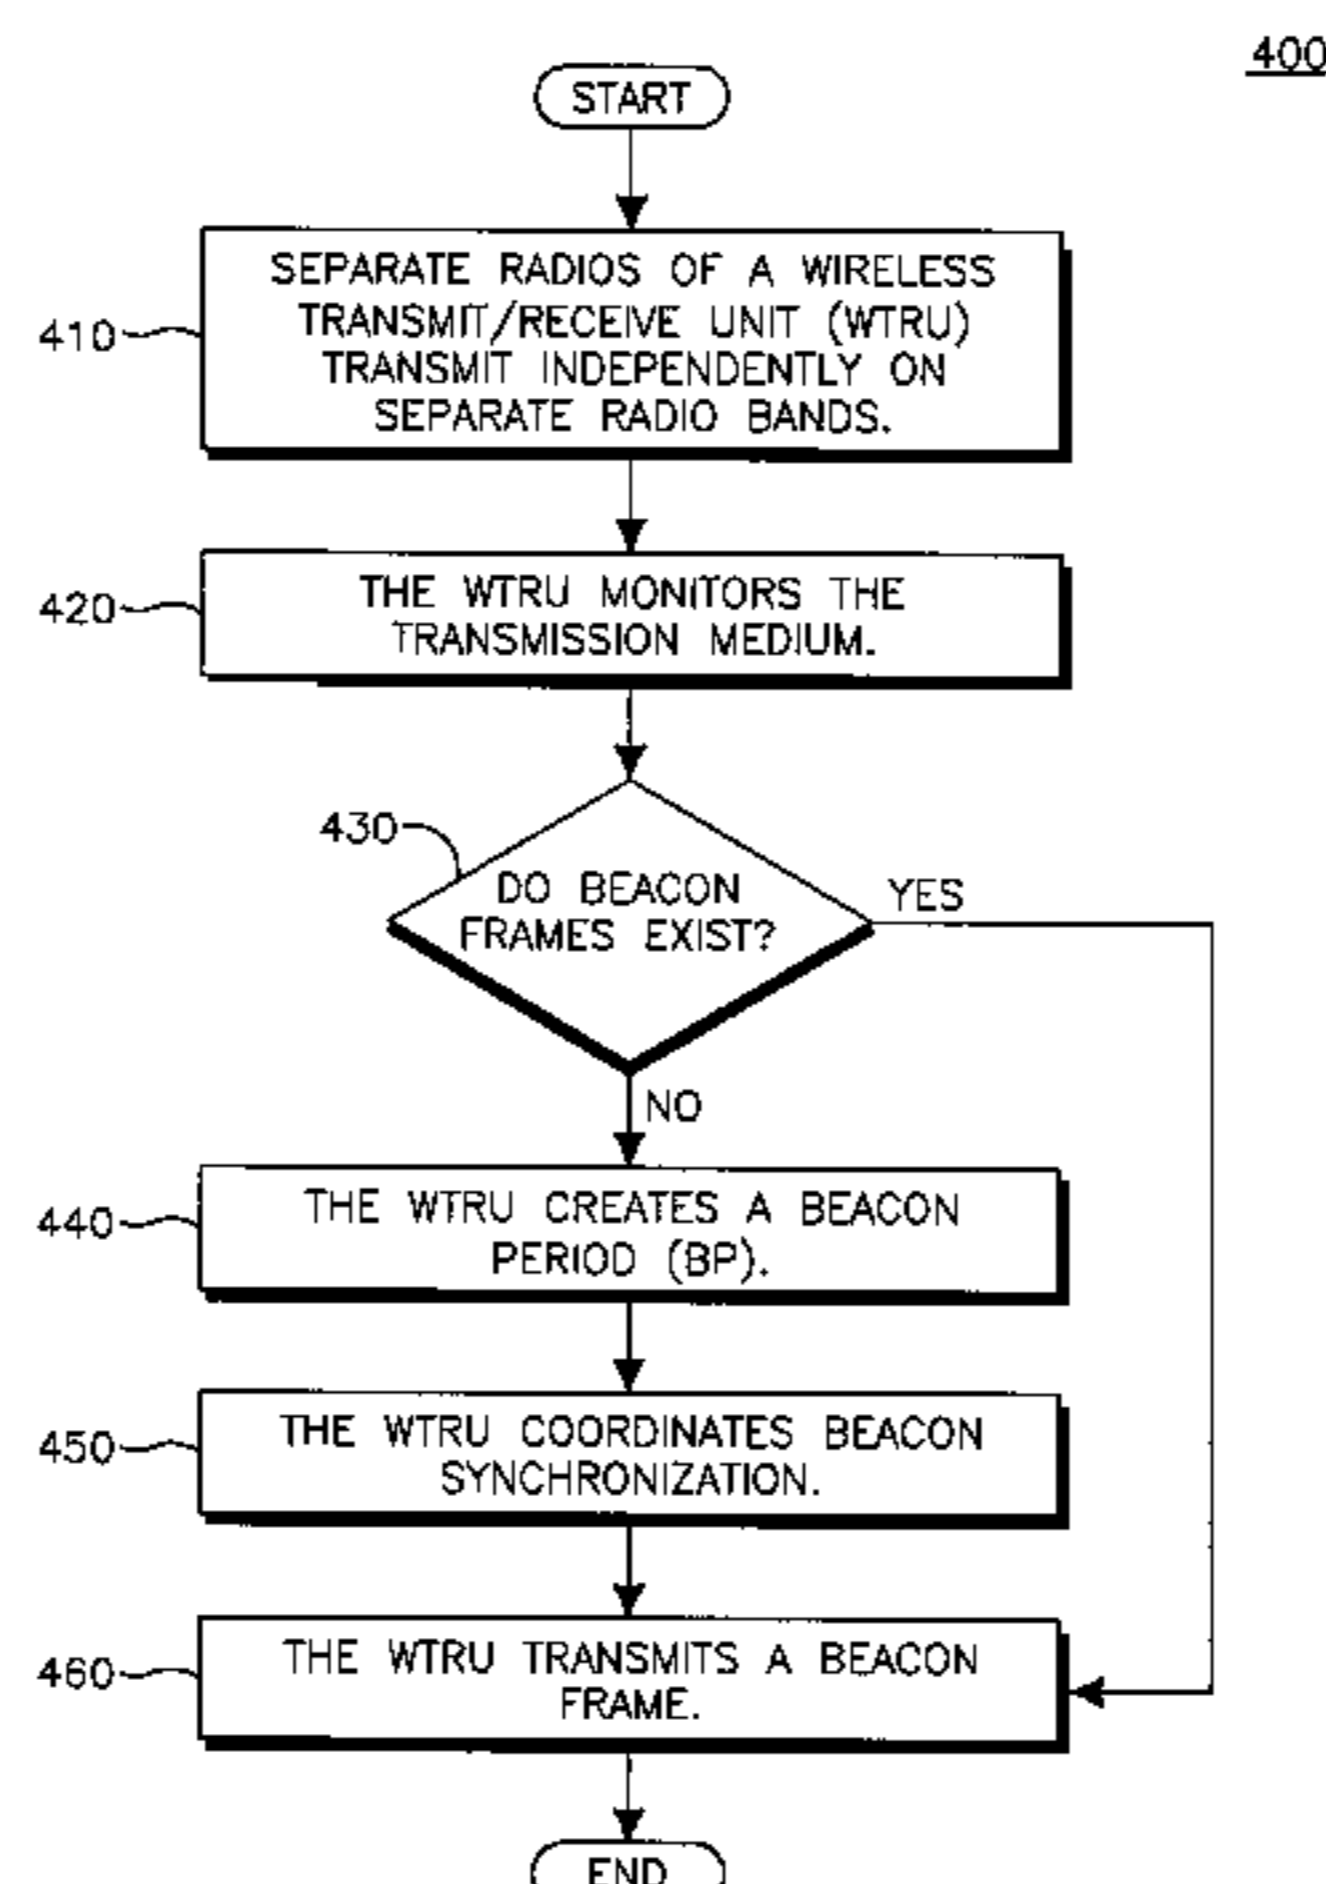 400
START
410
SEPARATE RADIOS OF A WIRELESS
TRANSMIT/RECEIVE UNIT (WTRU)
TRANSMIT INDEPENDENTLY ON
SEPARATE RADIO BANDS.
420
THE WTRU MONITORS THE
TRANSMISSION MEDIUM.
430
DO BEACON
FRAMES EXIST?
YES
NO
440
THE WTRU CREATES A BEACON
PERIOD (BP).
450
THE WTRU COORDINATES BEACON
SYNCHRONIZATION.
460
THE WTRU TRANSMITS A BEACON
FRAME.
END